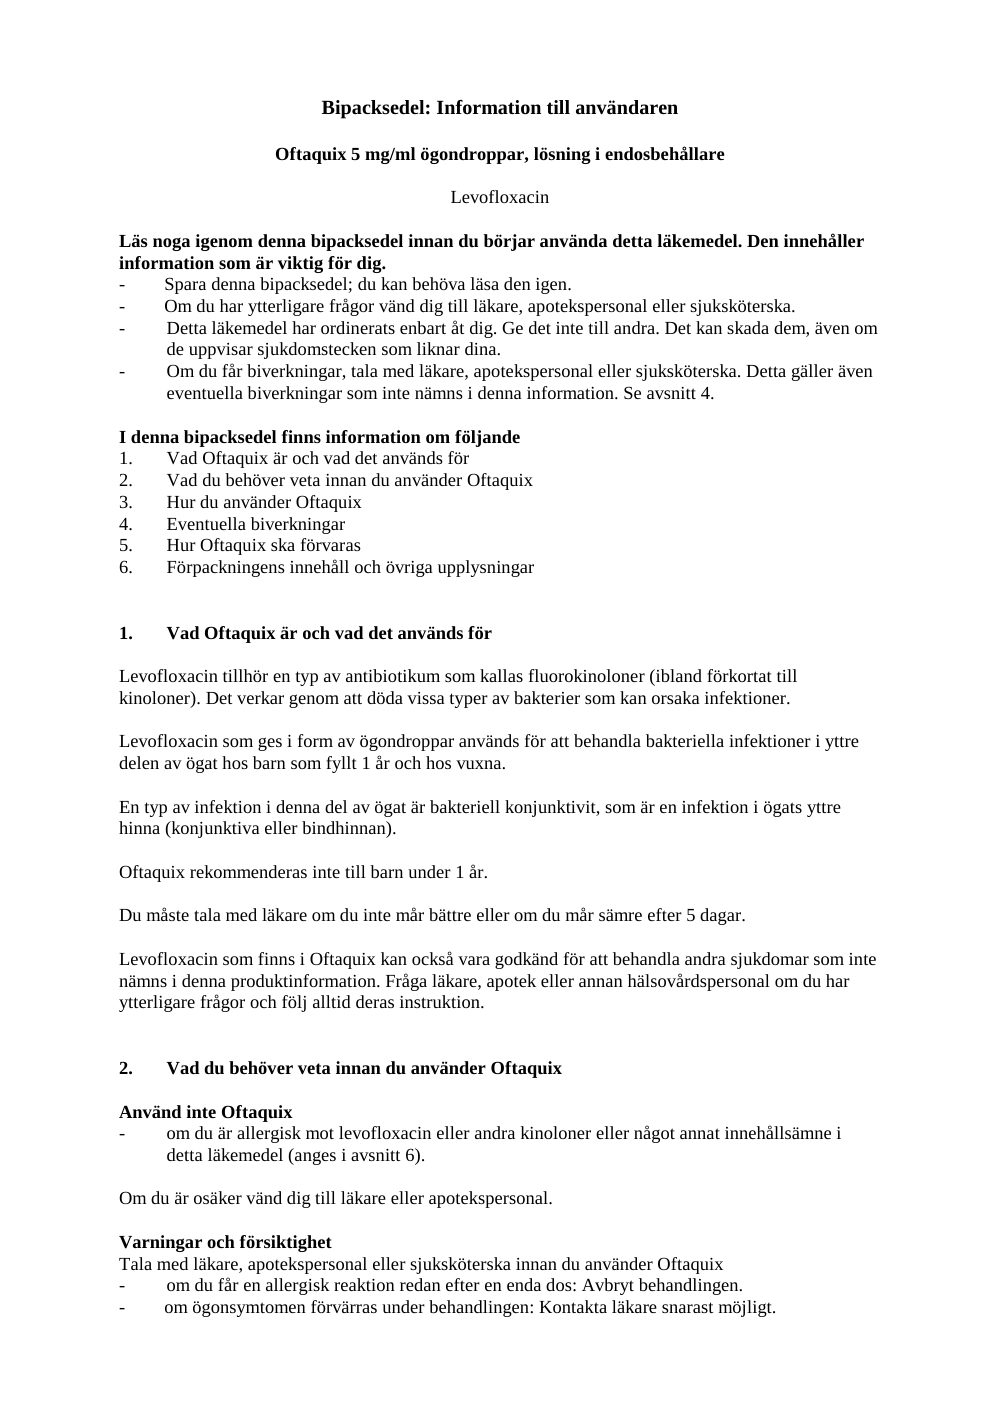 Bipacksedel: Information till användaren
Oftaquix 5 mg/ml ögondroppar, lösning i endosbehållare
Levofloxacin
Läs noga igenom denna bipacksedel innan du börjar använda detta läkemedel. Den innehåller
information som är viktig för dig.
- Spara denna bipacksedel; du kan behöva läsa den igen.
- Om du har ytterligare frågor vänd dig till läkare, apotekspersonal eller sjuksköterska.
- Detta läkemedel har ordinerats enbart åt dig. Ge det inte till andra. Det kan skada dem, även om
de uppvisar sjukdomstecken som liknar dina.
- Om du får biverkningar, tala med läkare, apotekspersonal eller sjuksköterska. Detta gäller även
eventuella biverkningar som inte nämns i denna information. Se avsnitt 4.
I denna bipacksedel finns information om följande
1. Vad Oftaquix är och vad det används för
2. Vad du behöver veta innan du använder Oftaquix
3. Hur du använder Oftaquix
4. Eventuella biverkningar
5. Hur Oftaquix ska förvaras
6. Förpackningens innehåll och övriga upplysningar
1. Vad Oftaquix är och vad det används för
Levofloxacin tillhör en typ av antibiotikum som kallas fluorokinoloner (ibland förkortat till
kinoloner). Det verkar genom att döda vissa typer av bakterier som kan orsaka infektioner.
Levofloxacin som ges i form av ögondroppar används för att behandla bakteriella infektioner i yttre
delen av ögat hos barn som fyllt 1 år och hos vuxna.
En typ av infektion i denna del av ögat är bakteriell konjunktivit, som är en infektion i ögats yttre
hinna (konjunktiva eller bindhinnan).
Oftaquix rekommenderas inte till barn under 1 år.
Du måste tala med läkare om du inte mår bättre eller om du mår sämre efter 5 dagar.
Levofloxacin som finns i Oftaquix kan också vara godkänd för att behandla andra sjukdomar som inte
nämns i denna produktinformation. Fråga läkare, apotek eller annan hälsovårdspersonal om du har
ytterligare frågor och följ alltid deras instruktion.
2. Vad du behöver veta innan du använder Oftaquix
Använd inte Oftaquix
- om du är allergisk mot levofloxacin eller andra kinoloner eller något annat innehållsämne i
detta läkemedel (anges i avsnitt 6).
Om du är osäker vänd dig till läkare eller apotekspersonal.
Varningar och försiktighet
Tala med läkare, apotekspersonal eller sjuksköterska innan du använder Oftaquix
- om du får en allergisk reaktion redan efter en enda dos: Avbryt behandlingen.
- om ögonsymtomen förvärras under behandlingen: Kontakta läkare snarast möjligt.